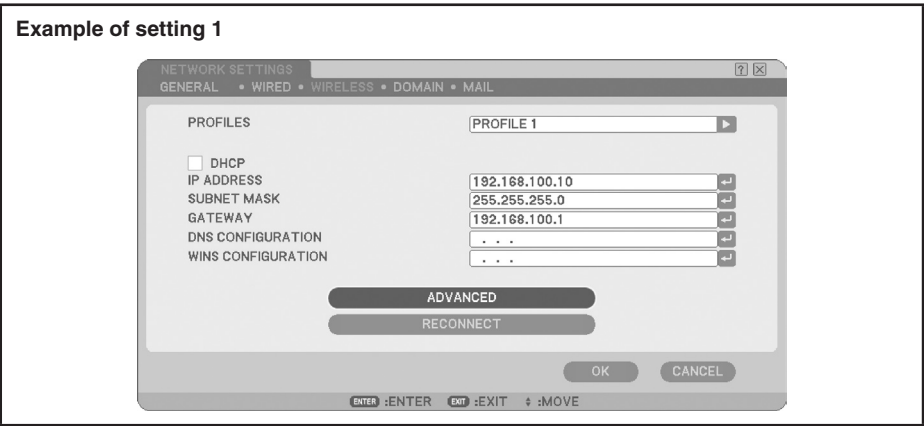 Example of setting 1
NETWORK SETTINGS ? X
GENERAL • WIRED • WIRELESS • DOMAIN • MAIL
PROFILES PROFILE 1
DHCP
IP ADDRESS 192.168.100.10
SUBNET MASK 255.255.255.0
GATEWAY 192.168.100.1
DNS CONFIGURATION . . .
WINS CONFIGURATION . . .
ADVANCED
RECONNECT
OK CANCEL
ENTER :ENTER EXIT :EXIT :MOVE